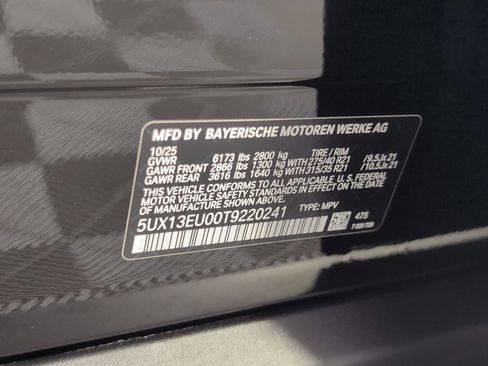 MFD BY BAYERISCHE MOTOREN WERKE AG
10/25 TIRE / RIM
GVWR 6173 lbs 2800 kg
GAWR FRONT 2866 lbs 1300 kg WITH 275/40 R21 / 9.5Jx21
GAWR REAR 3616 lbs 1640 kg WITH 315/35 R21 / 10.5Jx21
THIS VEHICLE CONFORMS TO ALL APPLICABLE FEDERAL
MOTOR VEHICLE SAFETY STANDARDS IN EFFECT ON THE
DATE OF MANUFACTURE SHOWN ABOVE.
5UX13EU00T9220241 TYPE: MPV
475